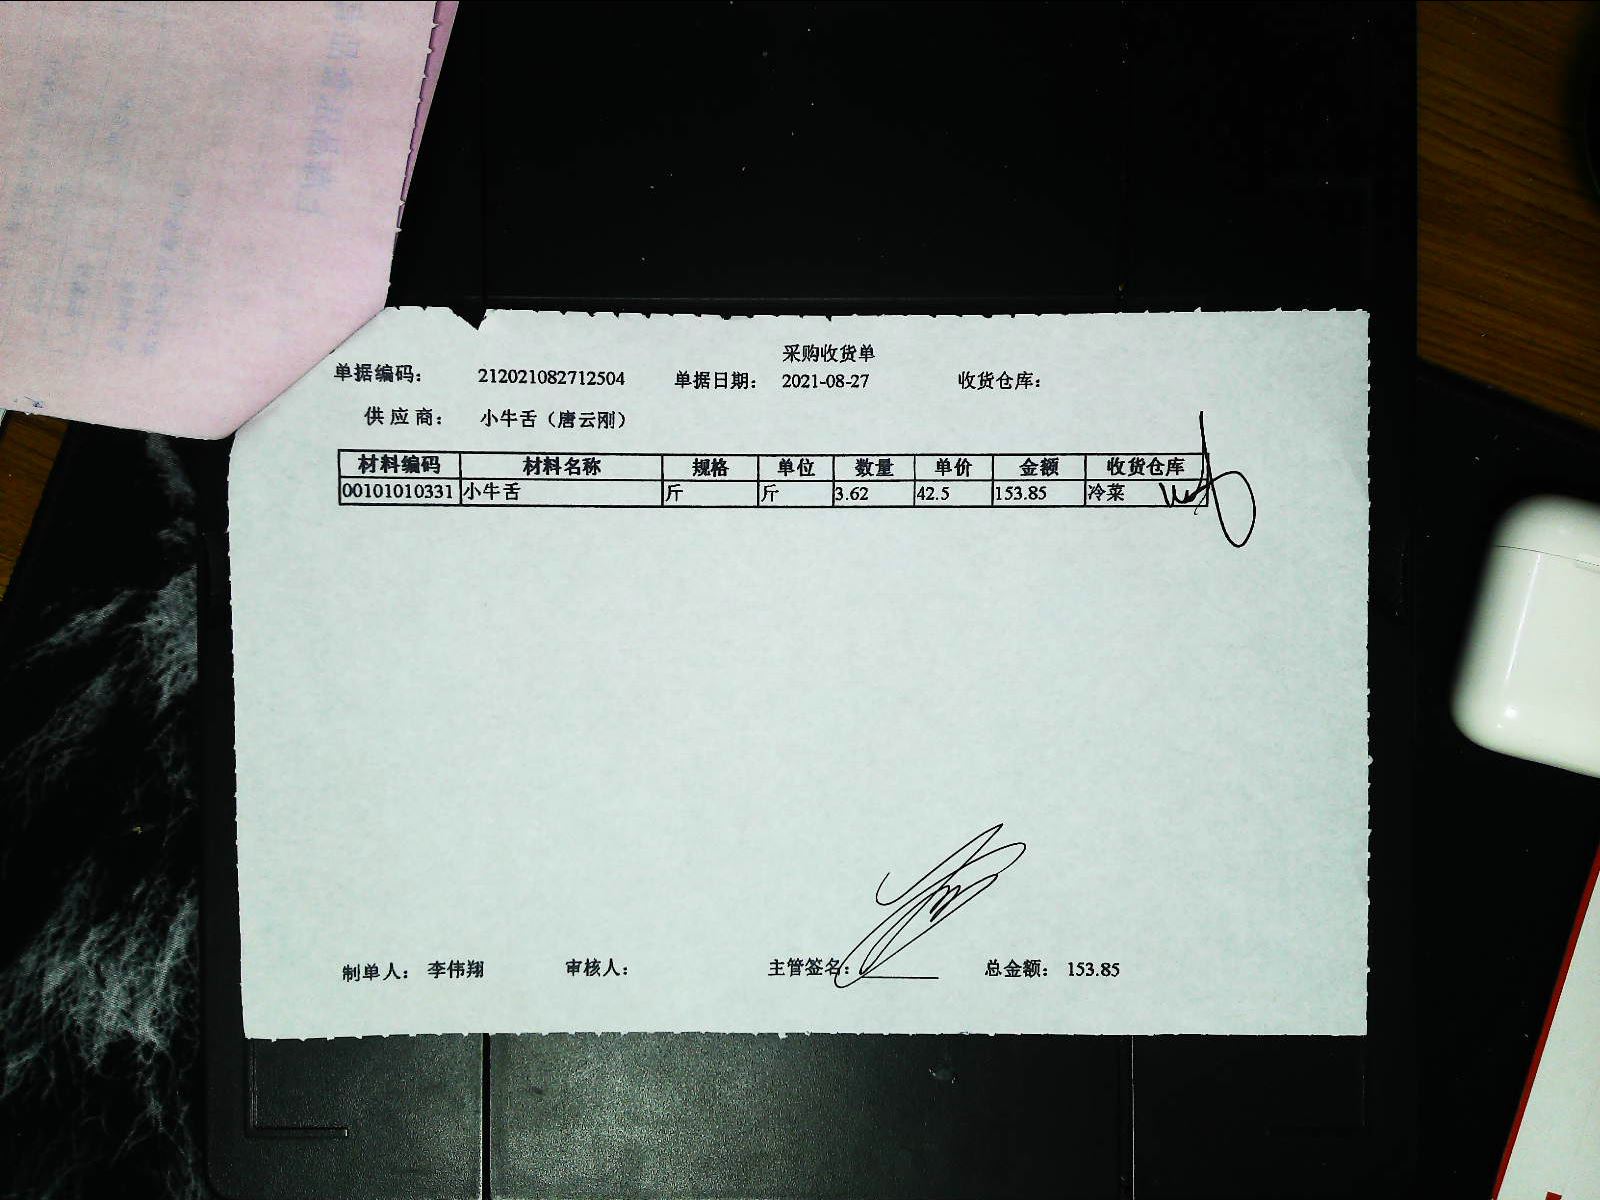 采购收货单
单据编码： 212021082712504 单据日期： 2021-08-27 收货仓库：
供应商： 小牛舌（唐云刚）
材料编码 材料名称 规格 单位 数量 单价 金额 收货仓库
00101010331 小牛舌 斤 斤 3.62 42.5 153.85 冷菜
制单人： 李伟翔 审核人： 主管签名： 总金额： 153.85